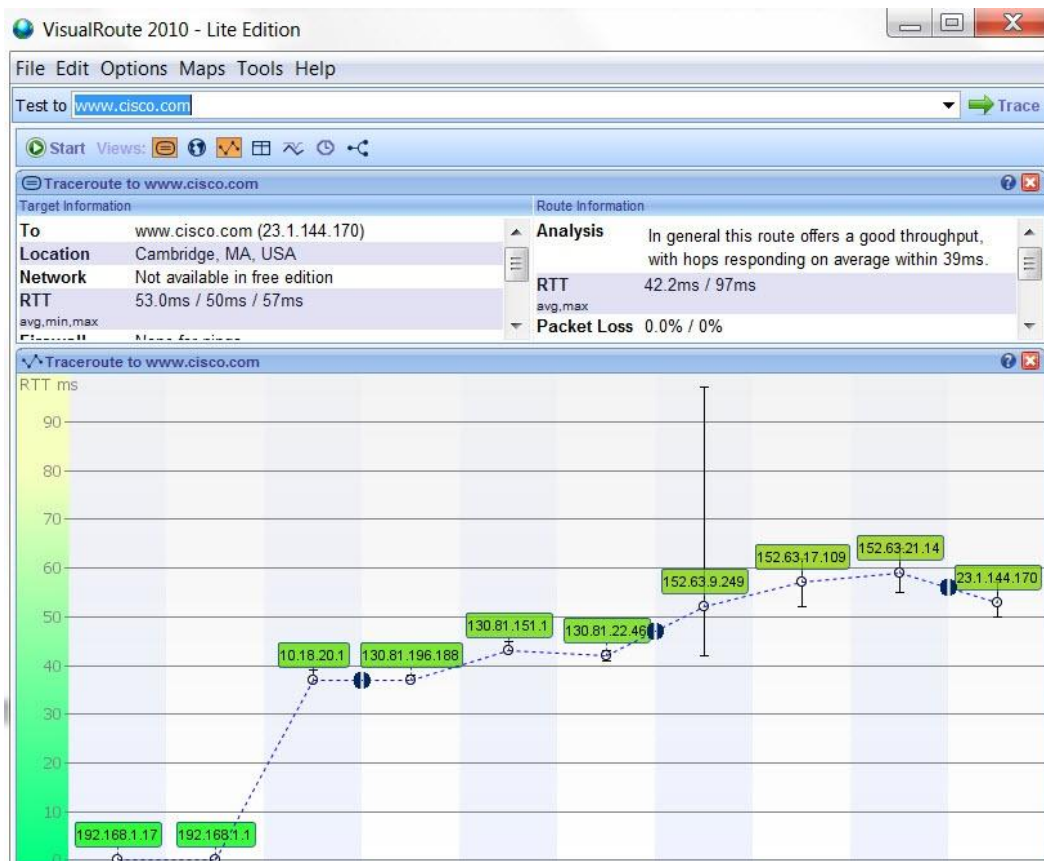 VisualRoute 2010 - Lite Edition
File Edit Options Maps Tools Help
Test to www.cisco.com Trace
Start Views:
Traceroute to www.cisco.com
Target Information
Route Information
To www.cisco.com (23.1.144.170)
Location Cambridge, MA, USA
Network Not available in free edition
RTT 53.0ms / 50ms / 57ms
avg,min,max
Firewall None for pings
Analysis In general this route offers a good throughput,
with hops responding on average within 39ms.
RTT 42.2ms / 97ms
avg,max
Packet Loss 0.0% / 0%
Traceroute to www.cisco.com
RTT ms
90
80
70
60
50
40
30
20
10
0
192.168.1.17
192.168.1.1
10.18.20.1
130.81.196.188
130.81.151.1
130.81.22.46
152.63.9.249
152.63.17.109
152.63.21.14
23.1.144.170